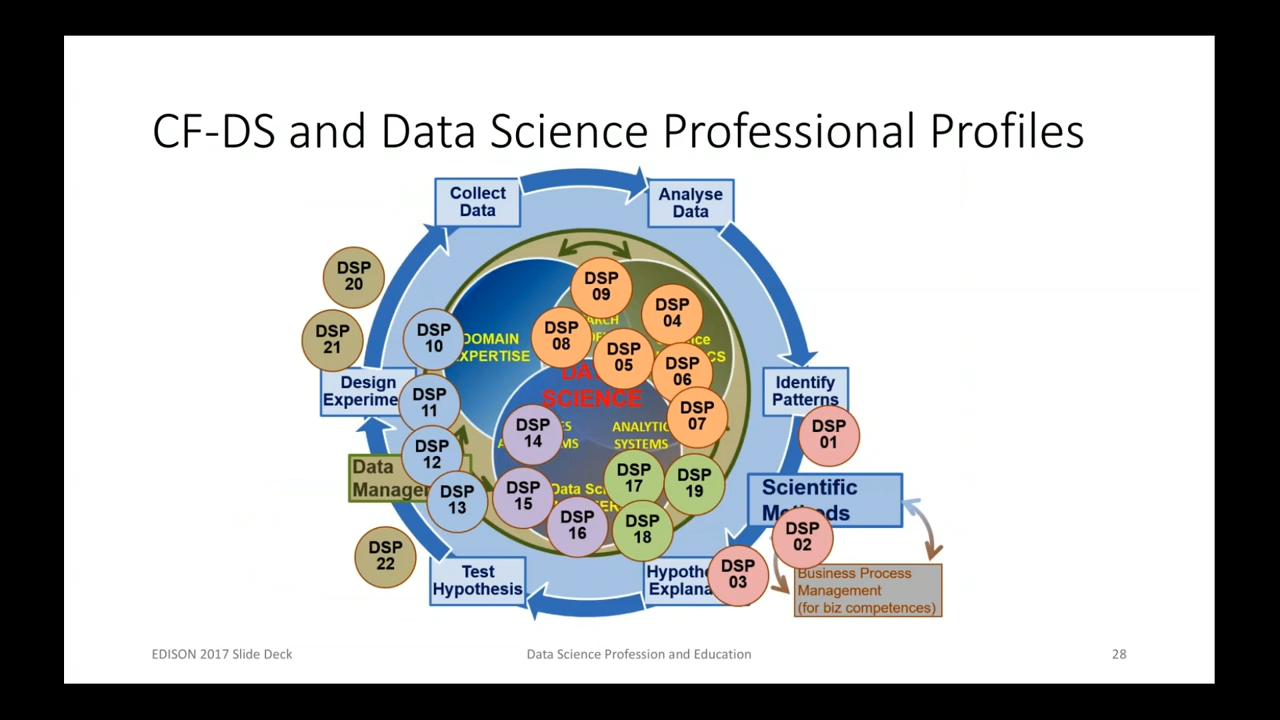 CF-DS and Data Science Professional Profiles
Collect
Data
Analyse
Data
DSP
20
DSP
09
DSP
04
DSP
21
DSP
10
DOMAIN
EXPERTISE
DSP
08
DSP
05
DSP
06
DATA
SCIENCE
Design
Identify
Patterns
DSP
11
DSP
07
DSP
01
DSP
14
SYSTEMS
DSP
12
Data
DSP
13
DSP
15
DSP
16
DSP
17
DSP
18
DSP
19
Scientific
Methods
DSP
02
DSP
22
Test
Hypothesis
DSP
03
Business Process
Management
(for biz competences)
EDISON 2017 Slide Deck
Data Science Profession and Education
28